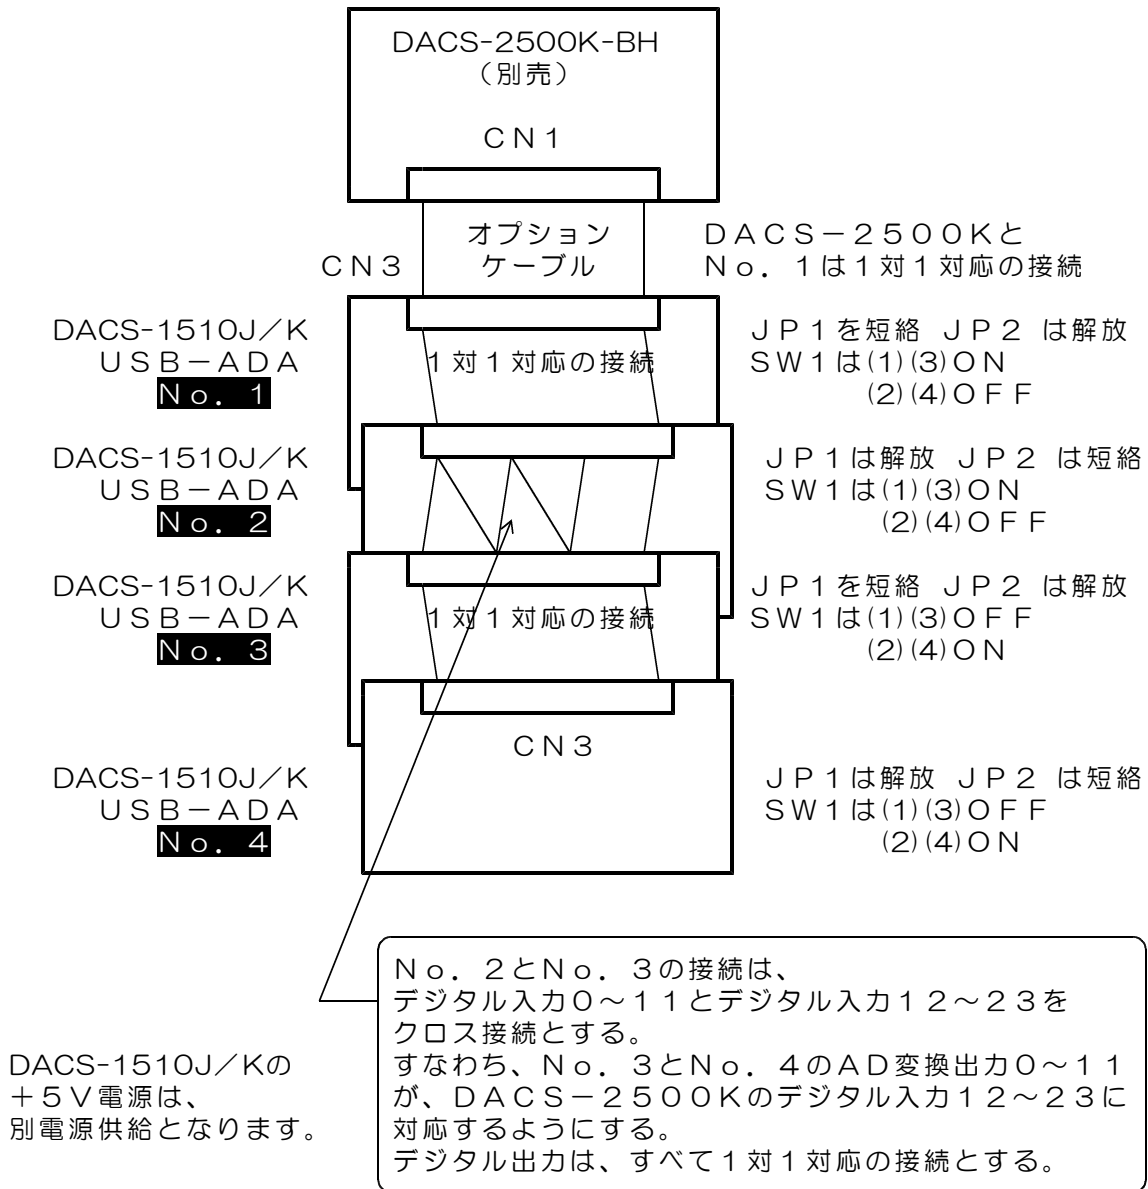 DACS-2500K-BH
（別売）
ＣＮ１
オプション
ケーブル
ＣＮ３
ＤＡＣＳ－２５００Ｋと
Ｎｏ．１は１対１対応の接続
DACS-1510J／K
ＵＳＢ－ＡＤＡ
Ｎｏ．１
１対１対応の接続
ＪＰ１を短絡 ＪＰ２ は解放
ＳＷ１は(1)(3)ＯＮ
(2)(4)ＯＦＦ
DACS-1510J／K
ＵＳＢ－ＡＤＡ
Ｎｏ．２
ＪＰ１は解放 ＪＰ２ は短絡
ＳＷ１は(1)(3)ＯＮ
(2)(4)ＯＦＦ
DACS-1510J／K
ＵＳＢ－ＡＤＡ
Ｎｏ．３
１対１対応の接続
ＪＰ１を短絡 ＪＰ２ は解放
ＳＷ１は(1)(3)ＯＦＦ
(2)(4)ＯＮ
ＣＮ３
DACS-1510J／K
ＵＳＢ－ＡＤＡ
Ｎｏ．４
ＪＰ１は解放 ＪＰ２ は短絡
ＳＷ１は(1)(3)ＯＦＦ
(2)(4)ＯＮ
Ｎｏ．２とＮｏ．３の接続は、
デジタル入力０～１１とデジタル入力１２～２３を
クロス接続とする。
すなわち、Ｎｏ．３とＮｏ．４のＡＤ変換出力０～１１
が、ＤＡＣＳ－２５００Ｋのデジタル入力１２～２３に
対応するようにする。
デジタル出力は、すべて１対１対応の接続とする。
DACS-1510J／Kの
＋５Ｖ電源は、
別電源供給となります。